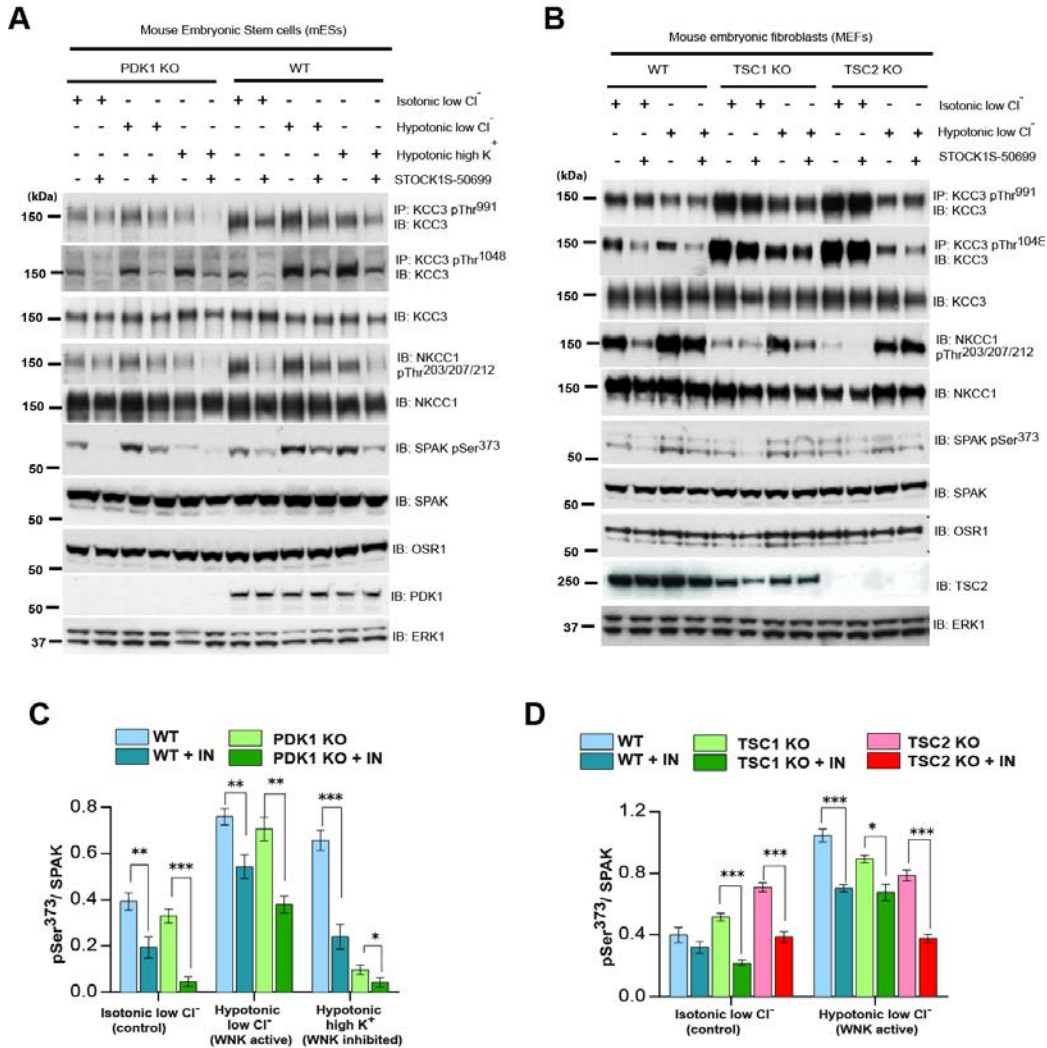 A
Mouse Embryonic Stem cells (mESs)
PDK1 KO WT
+ + - - - - + + - - - - Isotonic low Cl-
- - + + - - - - + + - - Hypotonic low Cl-
- - - - + + - - - - + + Hypotonic high K+
- + - + - + - + - + - + STOCK1S-50699
(kDa)
150 IP: KCC3 pThr991
IB: KCC3
150 IP: KCC3 pThr1048
IB: KCC3
150 IB: KCC3
150 IB: NKCC1
pThr203/207/212
150 IB: NKCC1
50 IB: SPAK pSer373
50 IB: SPAK
50 IB: OSR1
50 IB: PDK1
37 IB: ERK1
B
Mouse embryonic fibroblasts (MEFs)
WT TSC1 KO TSC2 KO
+ + - - + + - - + + - - Isotonic low Cl-
- - + + - - + + - - + + Hypotonic low Cl-
- + - + - + - + - + - + STOCK1S-50699
(kDa)
150 IP: KCC3 pThr991
IB: KCC3
150 IP: KCC3 pThr104
IB: KCC3
150 IB: KCC3
150 IB: NKCC1
pThr203/207/212
150 IB: NKCC1
50 IB: SPAK pSer373
50 IB: SPAK
50 IB: OSR1
250 IB: TSC2
37 IB: ERK1
C
WT PDK1 KO
WT + IN PDK1 KO + IN
pSer373/ SPAK
0.8
0.6
0.4
0.2
0.0
** *** ** ** *** *
Isotonic low Cl-
(control)
Hypotonic
low Cl-
(WNK active)
Hypotonic
high K+
(WNK inhibited)
D
WT TSC1 KO TSC2 KO
WT + IN TSC1 KO + IN TSC2 KO + IN
pSer373/ SPAK
1.2
0.8
0.4
0.0
*** *** *** * ***
Isotonic low Cl-
(control)
Hypotonic low Cl-
(WNK active)